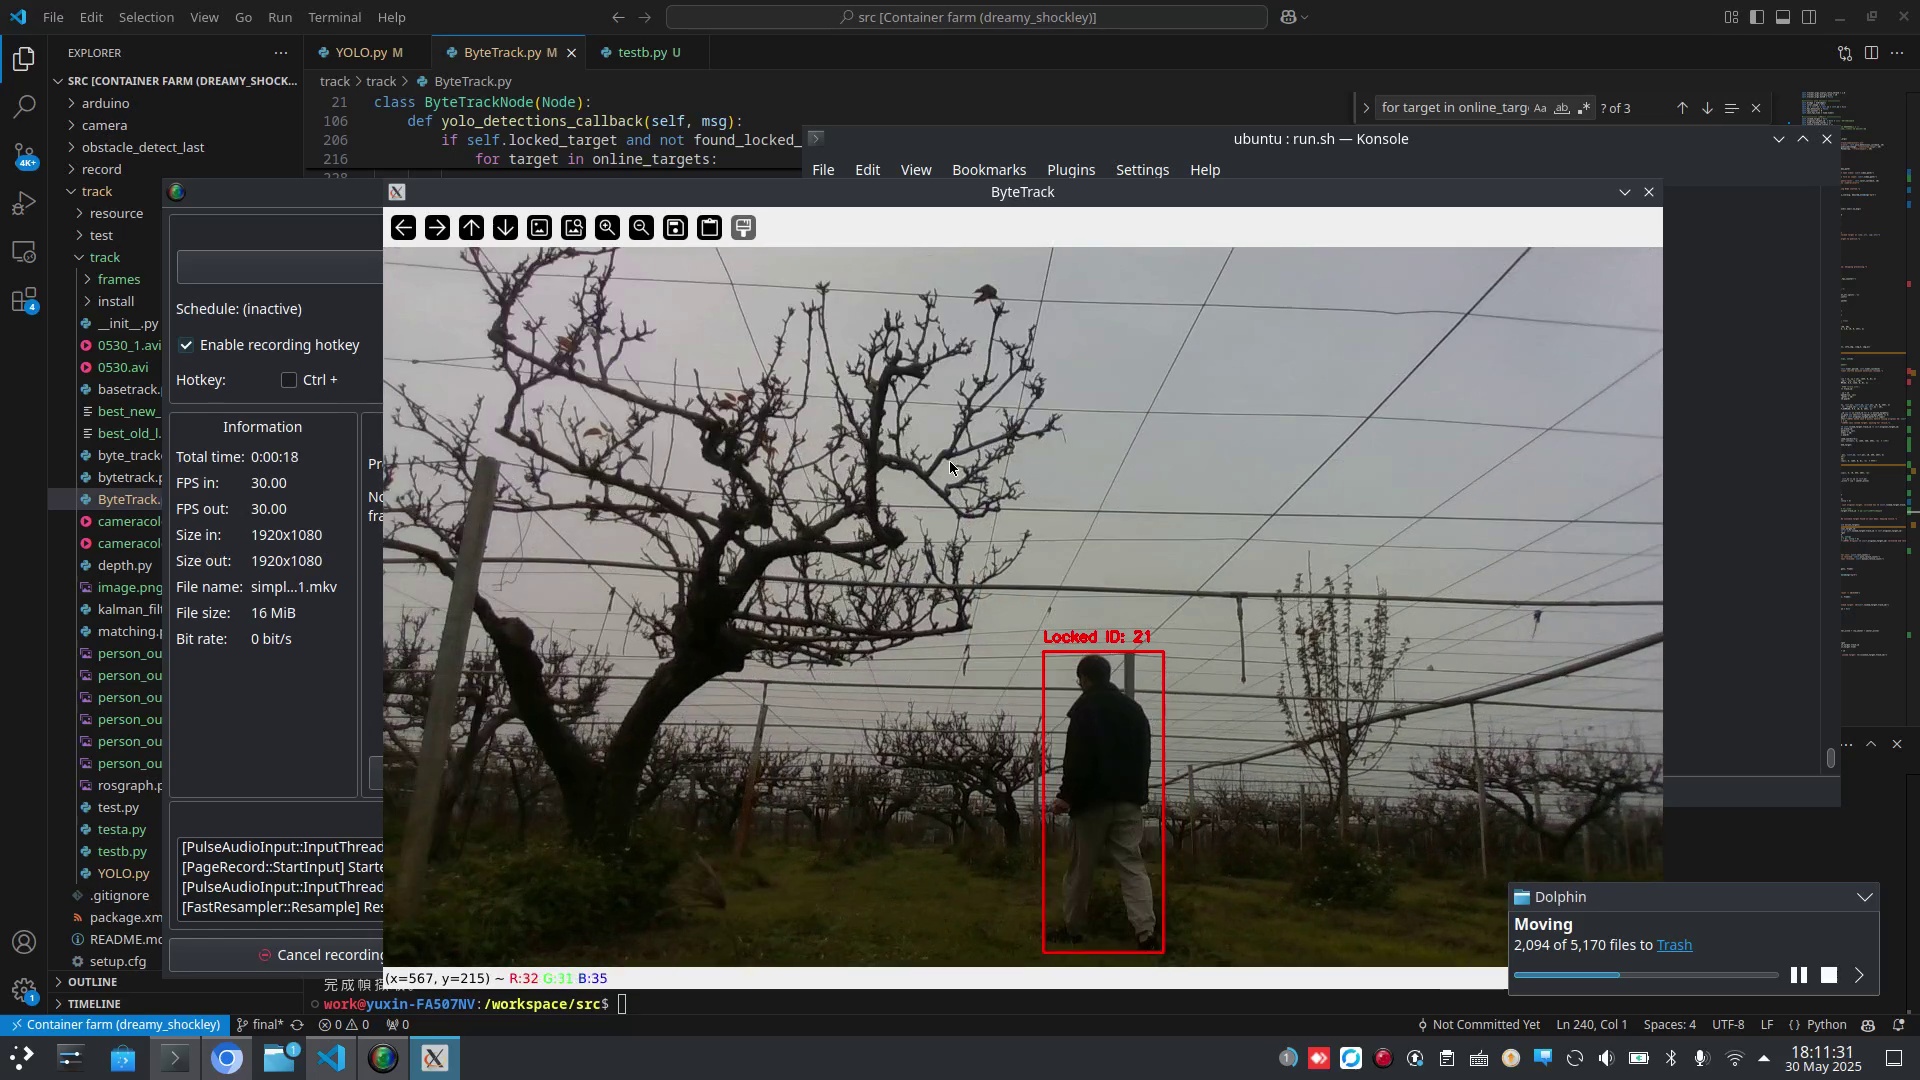 File Edit Selection View Go Run Terminal Help
src [Container farm (dreamy_shockley)]
EXPLORER
YOLO.py M
ByteTrack.py M
testb.py U
SRC [CONTAINER FARM (DREAMY_SHOCK...
track > track > ByteTrack.py
arduino
camera
obstacle_detect_last
record
track
resource
test
track
frames
install
__init__.py
0530_1.avi
0530.avi
basetrack.
best_new_
best_old_l.
byte_track
bytetrack.p
ByteTrack.
cameracol
cameracol
depth.py
image.png
kalman_filt
matching.p
person_ou
person_ou
person_ou
person_ou
person_ou
person_ou
rosgraph.p
test.py
testa.py
testb.py
YOLO.py
.gitignore
package.xm
README.md
setup.cfg
OUTLINE
TIMELINE
21 class ByteTrackNode(Node):
106 def yolo_detections_callback(self, msg):
206 if self.locked_target and not found_locked_
216 for target in online_targets:
for target in online_targ
Aa ab .* ? of 3
ubuntu : run.sh — Konsole
File Edit View Bookmarks Plugins Settings Help
ByteTrack
Schedule: (inactive)
Enable recording hotkey
Hotkey: Ctrl +
Information
Total time: 0:00:18
FPS in: 30.00
FPS out: 30.00
Size in: 1920x1080
Size out: 1920x1080
File name: simpl...1.mkv
File size: 16 MiB
Bit rate: 0 bit/s
Pr
No
fra
[PulseAudioInput::InputThread
[PageRecord::StartInput] Starte
[PulseAudioInput::InputThread
[FastResampler::Resample] Res
Cancel recording
Locked ID: 21
(x=567, y=215) ~ R:32 G:31 B:35
work@yuxin-FA507NV:/workspace/src$
Dolphin
Moving
2,094 of 5,170 files to Trash
Container farm (dreamy_shockley) final* 0 0 0
Not Committed Yet Ln 240, Col 1 Spaces: 4 UTF-8 LF {} Python
4K+
4
1
1
1
18:11:31
30 May 2025